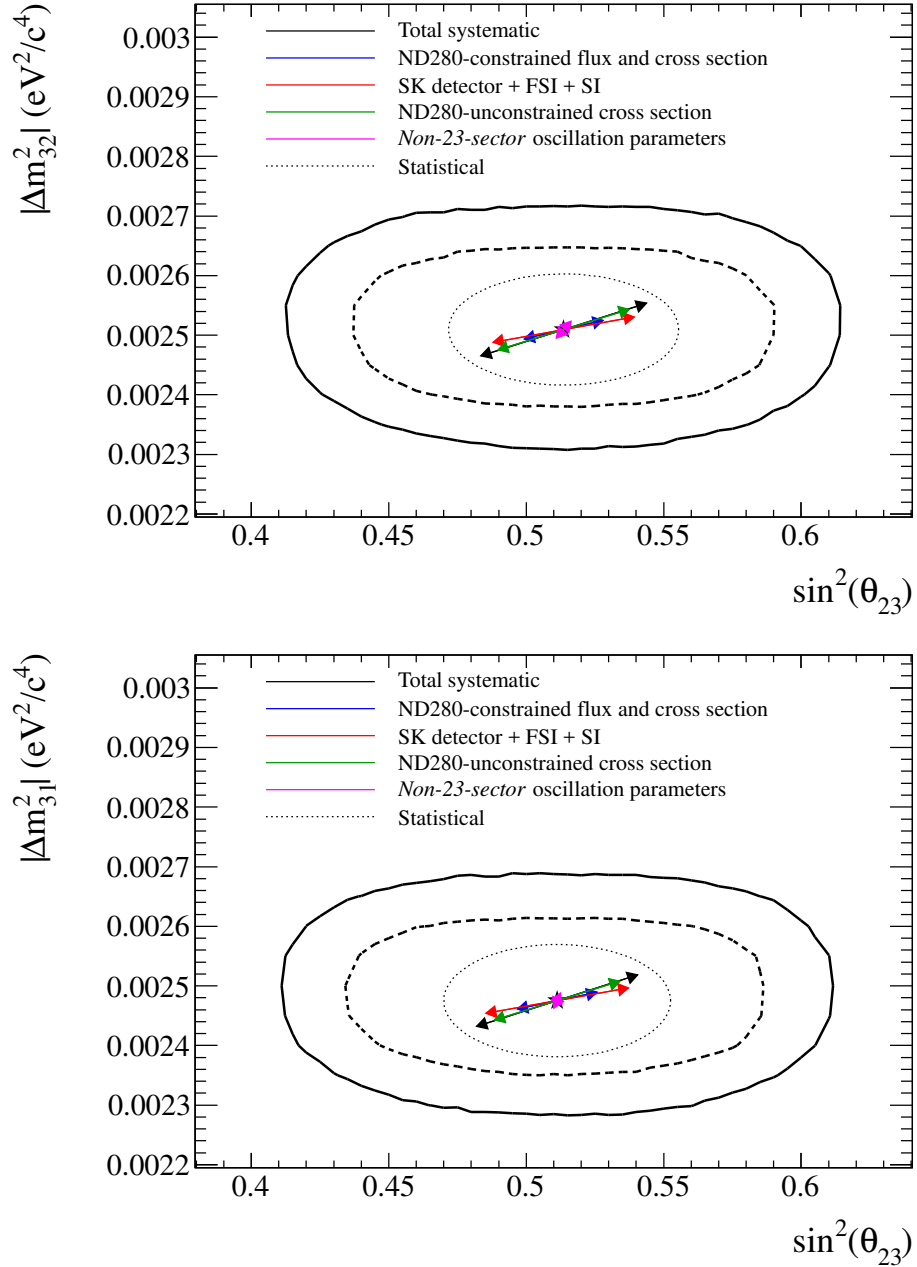 |Δm²₃₂| (eV²/c⁴)
0.003
0.0029
0.0028
0.0027
0.0026
0.0025
0.0024
0.0023
0.0022
Total systematic
ND280-constrained flux and cross section
SK detector + FSI + SI
ND280-unconstrained cross section
Non-23-sector oscillation parameters
Statistical
0.4 0.45 0.5 0.55 0.6
sin²(θ₂₃)
|Δm²₃₁| (eV²/c⁴)
0.003
0.0029
0.0028
0.0027
0.0026
0.0025
0.0024
0.0023
0.0022
Total systematic
ND280-constrained flux and cross section
SK detector + FSI + SI
ND280-unconstrained cross section
Non-23-sector oscillation parameters
Statistical
0.4 0.45 0.5 0.55 0.6
sin²(θ₂₃)